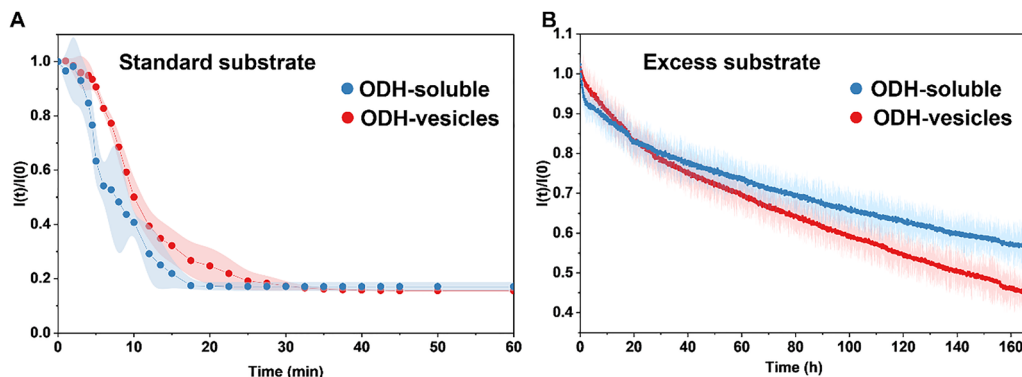 A
Standard substrate
ODH-soluble
ODH-vesicles
I(t)/I(0)
1.0
0.8
0.6
0.4
0.2
0.0
0 10 20 30 40 50 60
Time (min)
B
Excess substrate
ODH-soluble
ODH-vesicles
I(t)/I(0)
1.1
1.0
0.9
0.8
0.7
0.6
0.5
0.4
0 20 40 60 80 100 120 140 160
Time (h)